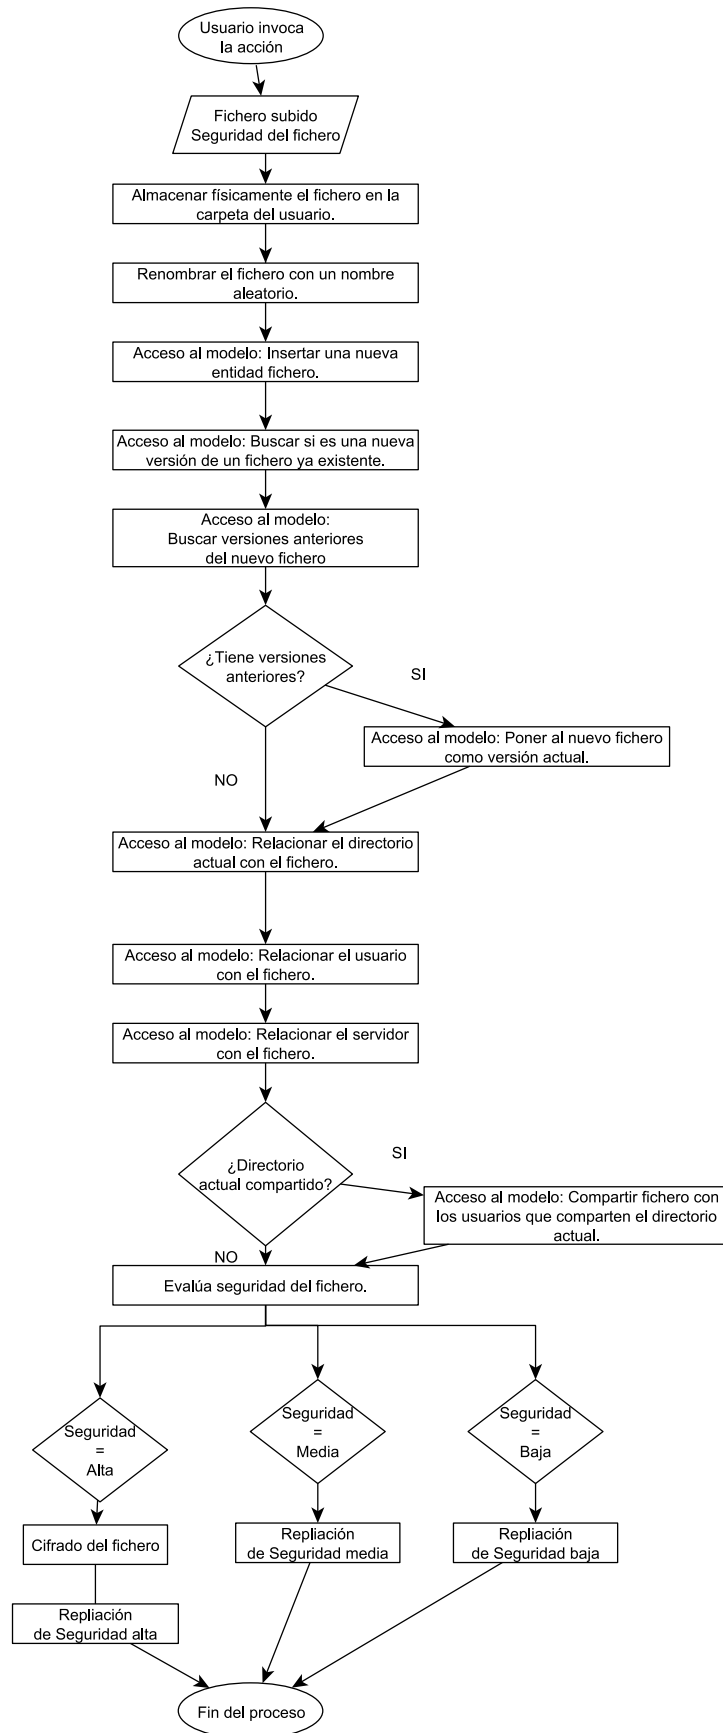 Usuario invoca
la acción
Fichero subido
Seguridad del fichero
Almacenar físicamente el fichero en la
carpeta del usuario.
Renombrar el fichero con un nombre
aleatorio.
Acceso al modelo: Insertar una nueva
entidad fichero.
Acceso al modelo: Buscar si es una nueva
versión de un fichero ya existente.
Acceso al modelo:
Buscar versiones anteriores
del nuevo fichero
¿Tiene versiones
anteriores?
SI
Acceso al modelo: Poner al nuevo fichero
como versión actual.
NO
Acceso al modelo: Relacionar el directorio
actual con el fichero.
Acceso al modelo: Relacionar el usuario
con el fichero.
Acceso al modelo: Relacionar el servidor
con el fichero.
¿Directorio
actual compartido?
SI
Acceso al modelo: Compartir fichero con
los usuarios que comparten el directorio
actual.
NO
Evalúa seguridad del fichero.
Seguridad
=
Alta
Seguridad
=
Media
Seguridad
=
Baja
Cifrado del fichero
Repliación
de Seguridad media
Repliación
de Seguridad baja
Repliación
de Seguridad alta
Fin del proceso